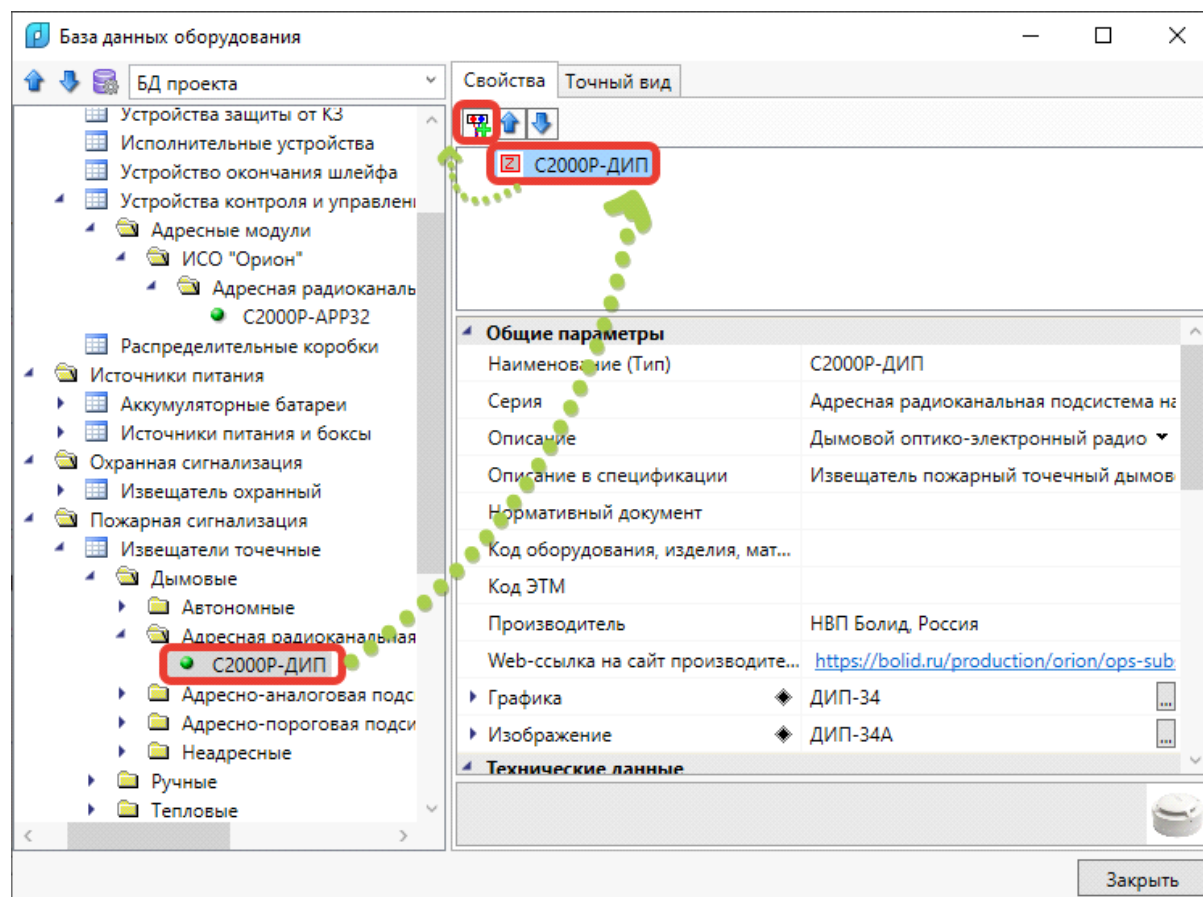 База данных оборудования
БД проекта
Устройства защиты от КЗ
Исполнительные устройства
Устройство окончания шлейфа
Устройства контроля и управлени
Адресные модули
ИСО "Орион"
Адресная радиоканаль
С2000Р-АРР32
Распределительные коробки
Источники питания
Аккумуляторные батареи
Источники питания и боксы
Охранная сигнализация
Извещатель охранный
Пожарная сигнализация
Извещатели точечные
Дымовые
Автономные
Адресная радиоканальная
С2000Р-ДИП
Адресно-аналоговая подс
Адресно-пороговая подси
Неадресные
Ручные
Тепловые
Свойства Точный вид
С2000Р-ДИП
Общие параметры
Наименование (Тип) С2000Р-ДИП
Серия Адресная радиоканальная подсистема на
Описание Дымовой оптико-электронный радио
Описание в спецификации Извещатель пожарный точечный дымов
Нормативный документ
Код оборудования, изделия, мат...
Код ЭТМ
Производитель НВП Болид, Россия
Web-ссылка на сайт производите... https://bolid.ru/production/orion/ops-sub
Графика ДИП-34 ...
Изображение ДИП-34А ...
Технические данные
Закрыть